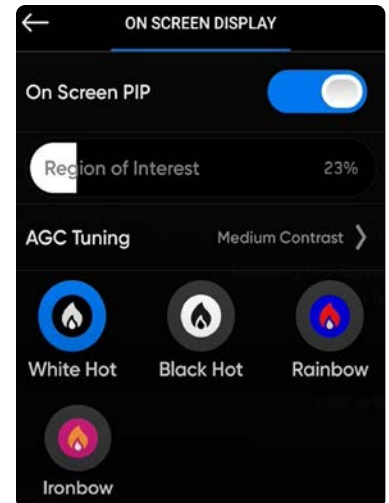 ON SCREEN DISPLAY
On Screen PIP
Region of Interest 23%
AGC Tuning Medium Contrast
White Hot Black Hot Rainbow
Ironbow